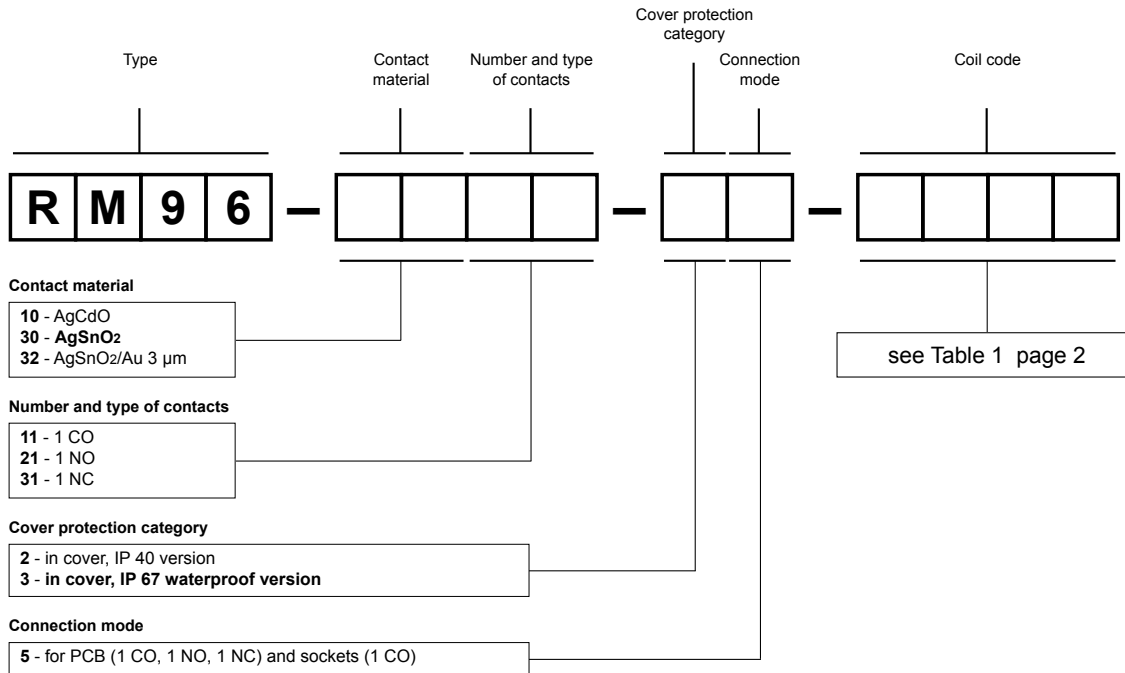 Cover protection
category
Type
Contact
material
Number and type
of contacts
Connection
mode
Coil code
R M 9 6 – – –
Contact material
10 - AgCdO
30 - AgSnO2
32 - AgSnO2/Au 3 µm
see Table 1 page 2
Number and type of contacts
11 - 1 CO
21 - 1 NO
31 - 1 NC
Cover protection category
2 - in cover, IP 40 version
3 - in cover, IP 67 waterproof version
Connection mode
5 - for PCB (1 CO, 1 NO, 1 NC) and sockets (1 CO)